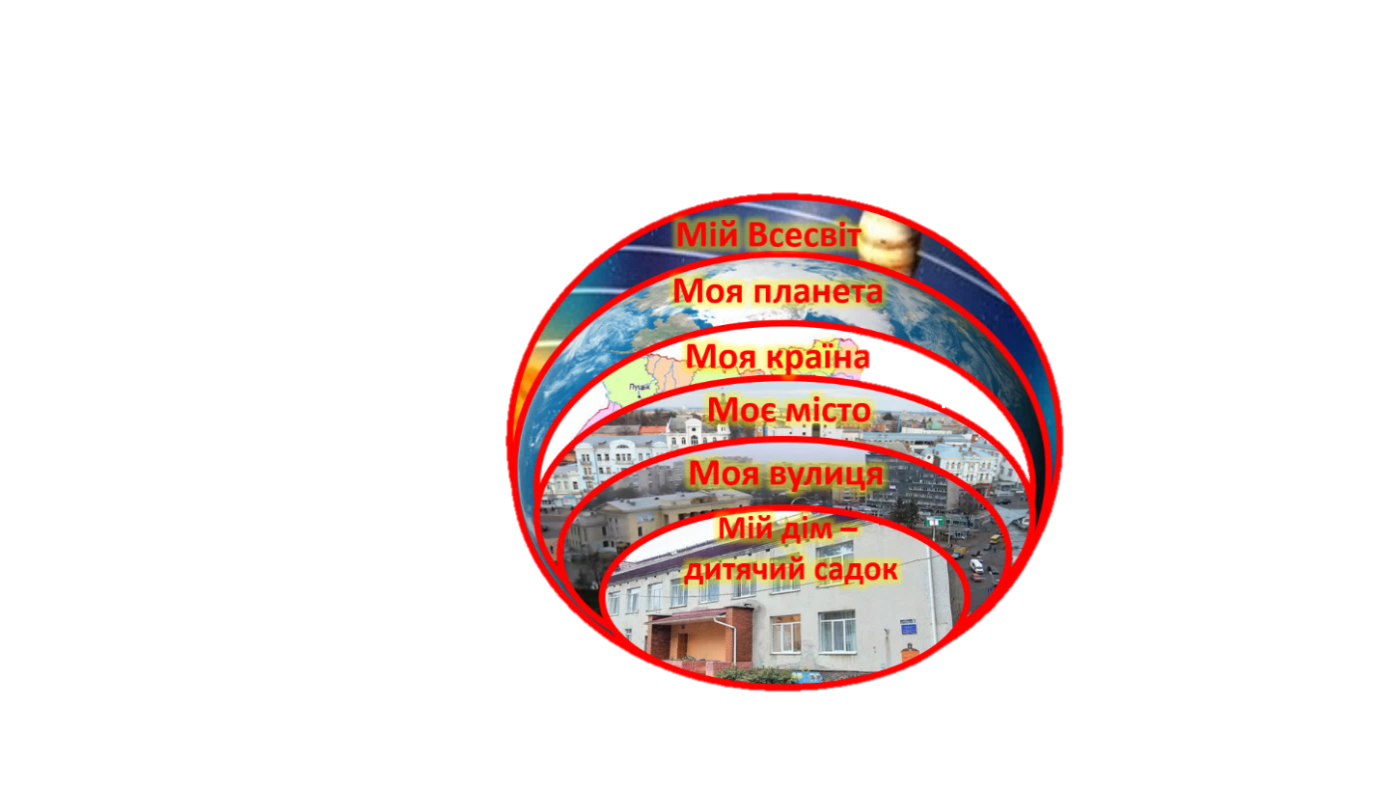 Мій Всесвіт
Моя планета
Моя країна
Моє місто
Моя вулиця
Мій дім –
дитячий садок